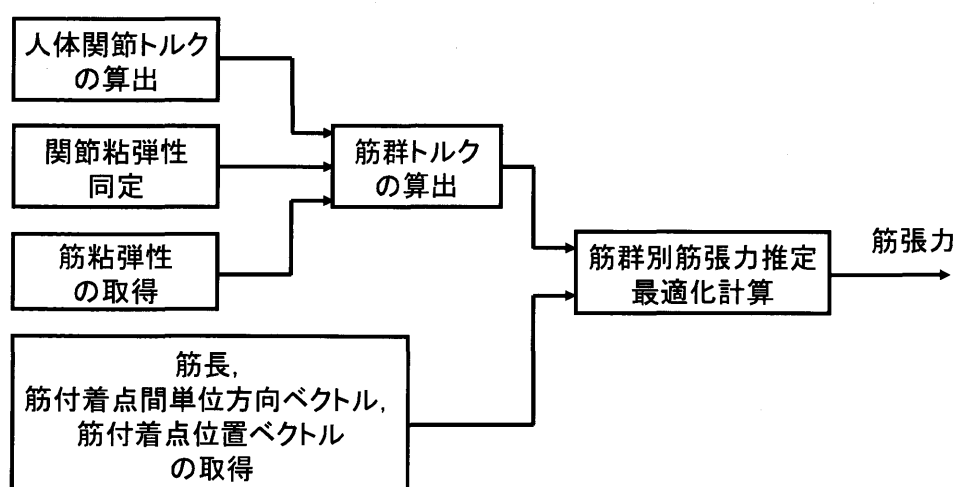 人体関節トルク
の算出
関節粘弾性
同定
筋粘弾性
の取得
筋長,
筋付着点間単位方向ベクトル,
筋付着点位置ベクトル
の取得
筋群トルク
の算出
筋群別筋張力推定
最適化計算
筋張力